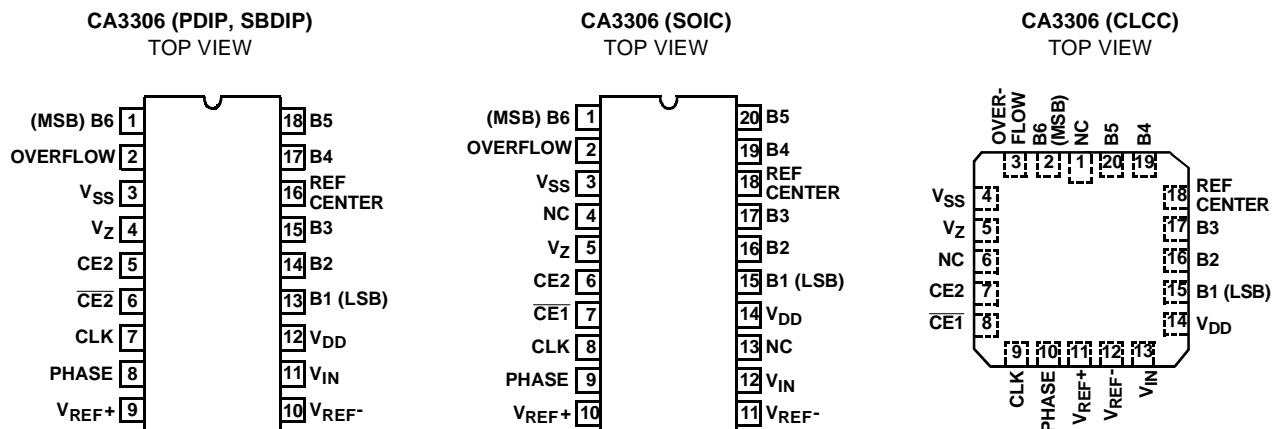 CA3306 (PDIP, SBDIP)
TOP VIEW
(MSB) B6 1
OVERFLOW 2
VSS 3
VZ 4
CE2 5
C̅E̅2̅ 6
CLK 7
PHASE 8
VREF+ 9
18 B5
17 B4
16 REF
CENTER
15 B3
14 B2
13 B1 (LSB)
12 VDD
11 VIN
10 VREF-
CA3306 (SOIC)
TOP VIEW
(MSB) B6 1
OVERFLOW 2
VSS 3
NC 4
VZ 5
CE2 6
C̅E̅1̅ 7
CLK 8
PHASE 9
VREF+ 10
20 B5
19 B4
18 REF
CENTER
17 B3
16 B2
15 B1 (LSB)
14 VDD
13 NC
12 VIN
11 VREF-
CA3306 (CLCC)
TOP VIEW
OVER-
FLOW
B6
(MSB)
NC
B5
B4
3 2 1 20 19
VSS 4
VZ 5
NC 6
CE2 7
C̅E̅1̅ 8
18 REF
CENTER
17 B3
16 B2
15 B1 (LSB)
14 VDD
9 10 11 12 13
CLK
PHASE
VREF+
VREF-
VIN